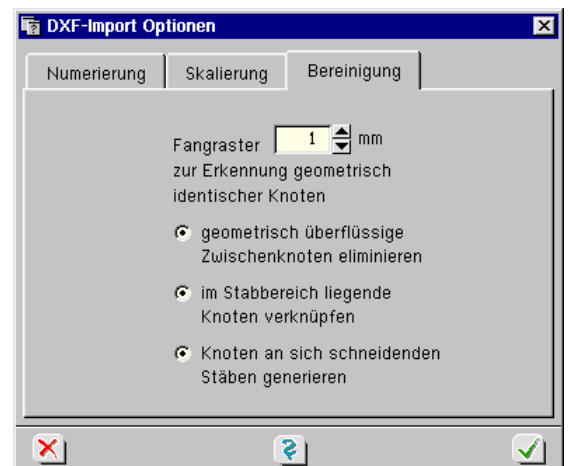 DXF-Import Optionen
Numerierung Skalierung Bereinigung
Fangraster 1 mm
zur Erkennung geometrisch
identischer Knoten
geometrisch überflüssige
Zwischenknoten eliminieren
im Stabbereich liegende
Knoten verknüpfen
Knoten an sich schneidenden
Stäben generieren